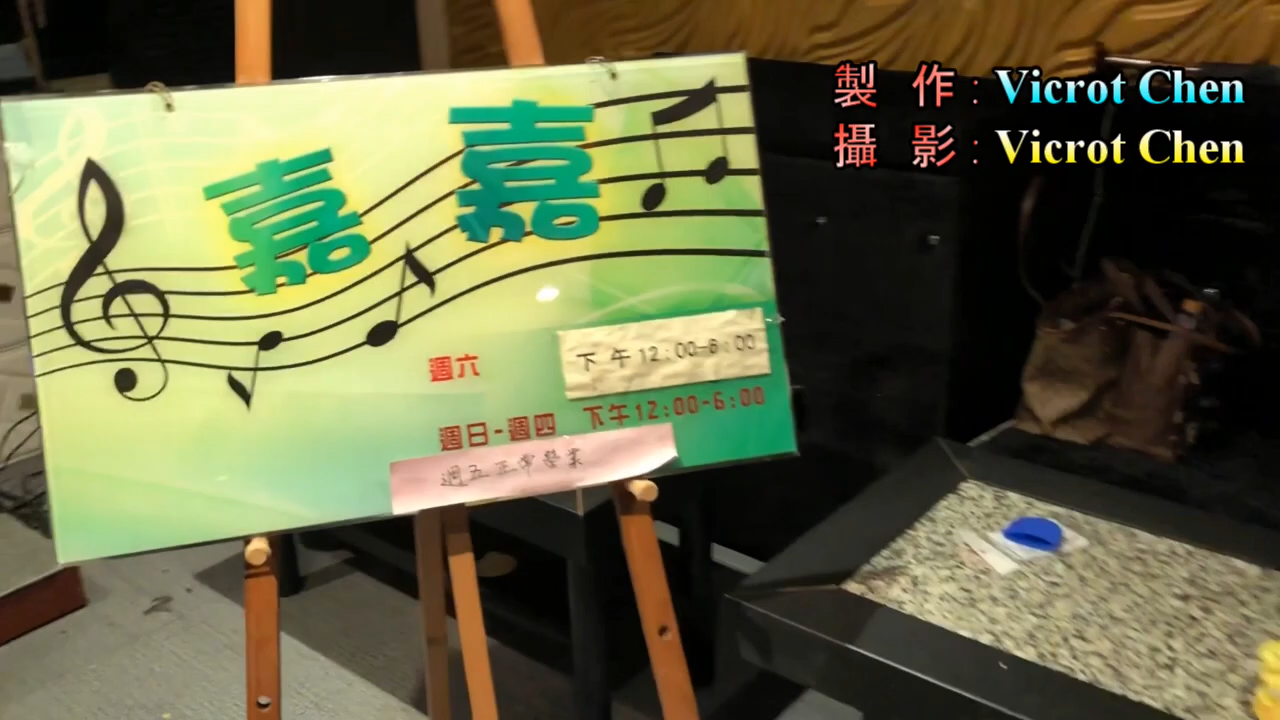 製 作 : Vicrot Chen
攝 影 : Vicrot Chen
嘉 嘉
週六 下午12:00-6:00
週日-週四 下午12:00-6:00
週五正常營業